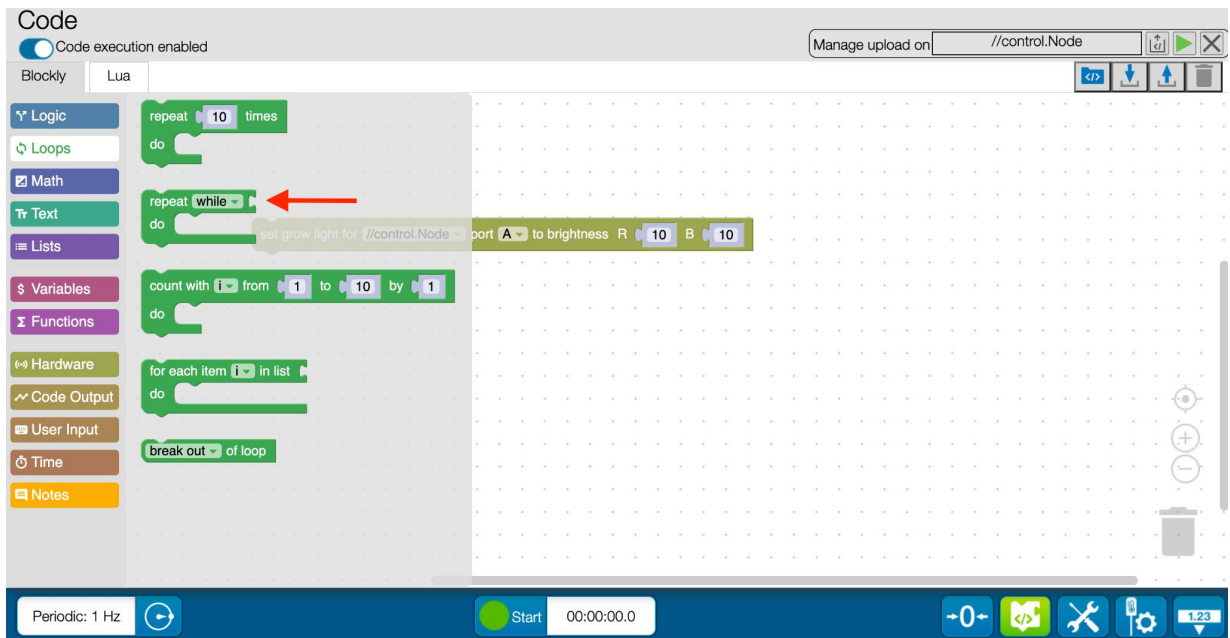 Code
Code execution enabled
Manage upload on //control.Node
Blockly Lua
Logic
Loops
Math
Text
Lists
$ Variables
Σ Functions
Hardware
Code Output
User Input
Time
Notes
repeat 10 times
do
repeat while
do
set grow light for //control.Node port A to brightness R 10 B 10
count with i from 1 to 10 by 1
do
for each item i in list
do
break out of loop
Periodic: 1 Hz
Start 00:00:00.0
→0←
</>
1.23